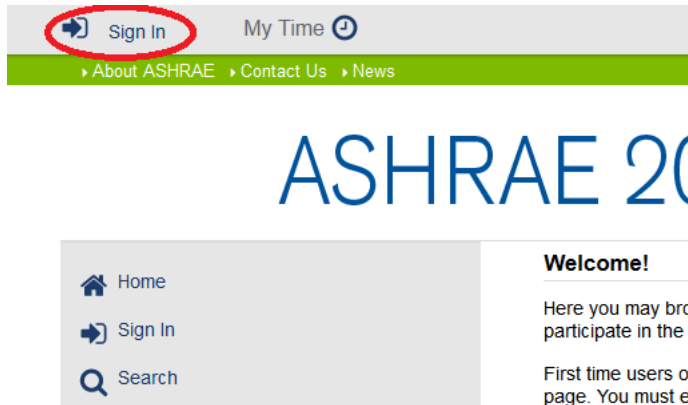 Sign In My Time
About ASHRAE Contact Us News
ASHRAE
Home
Sign In
Search
Welcome!
Here you may
participate in the
First time users
page. You must